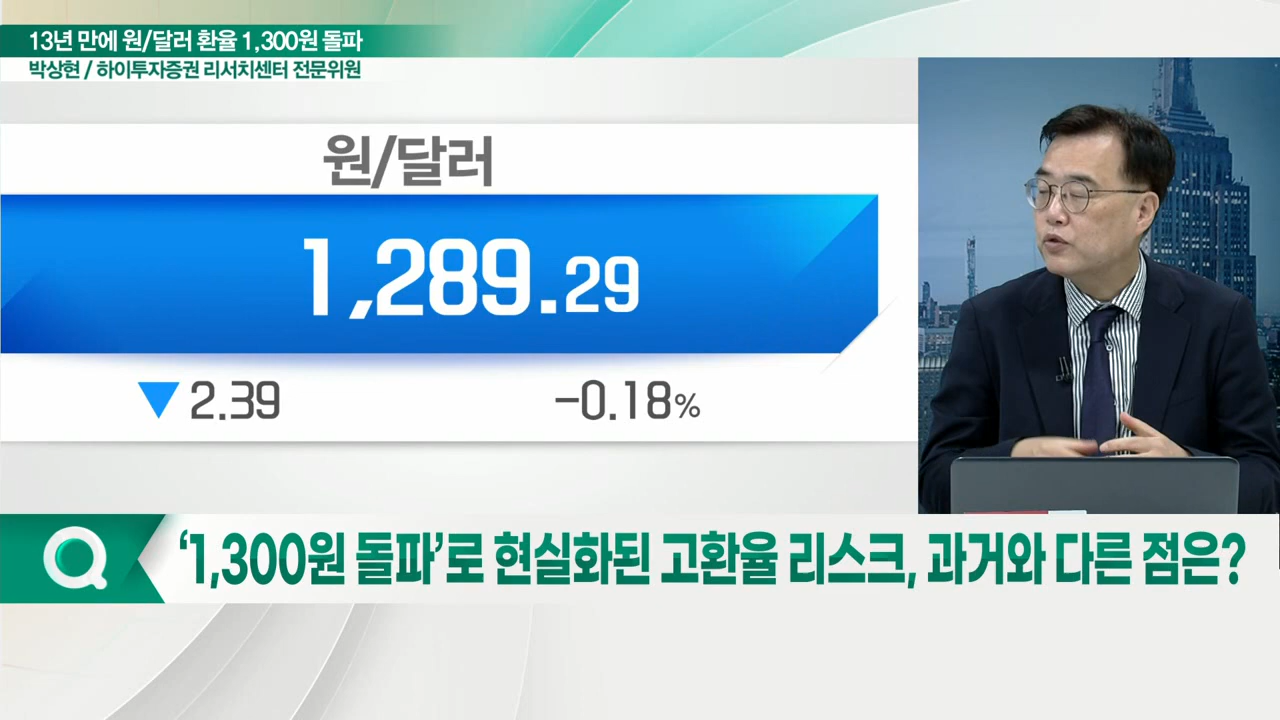 13년 만에 원/달러 환율 1,300원 돌파
박상현 / 하이투자증권 리서치센터 전문위원
원/달러
1,289.29
▼ 2.39 -0.18%
Q '1,300원 돌파'로 현실화된 고환율 리스크, 과거와 다른 점은?